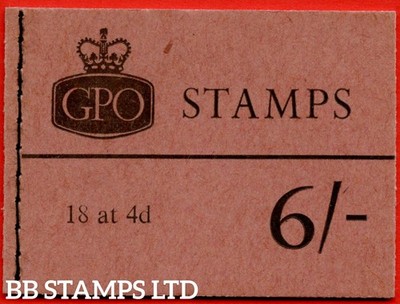 GPO STAMPS
18 at 4d 6/-
BB STAMPS LTD